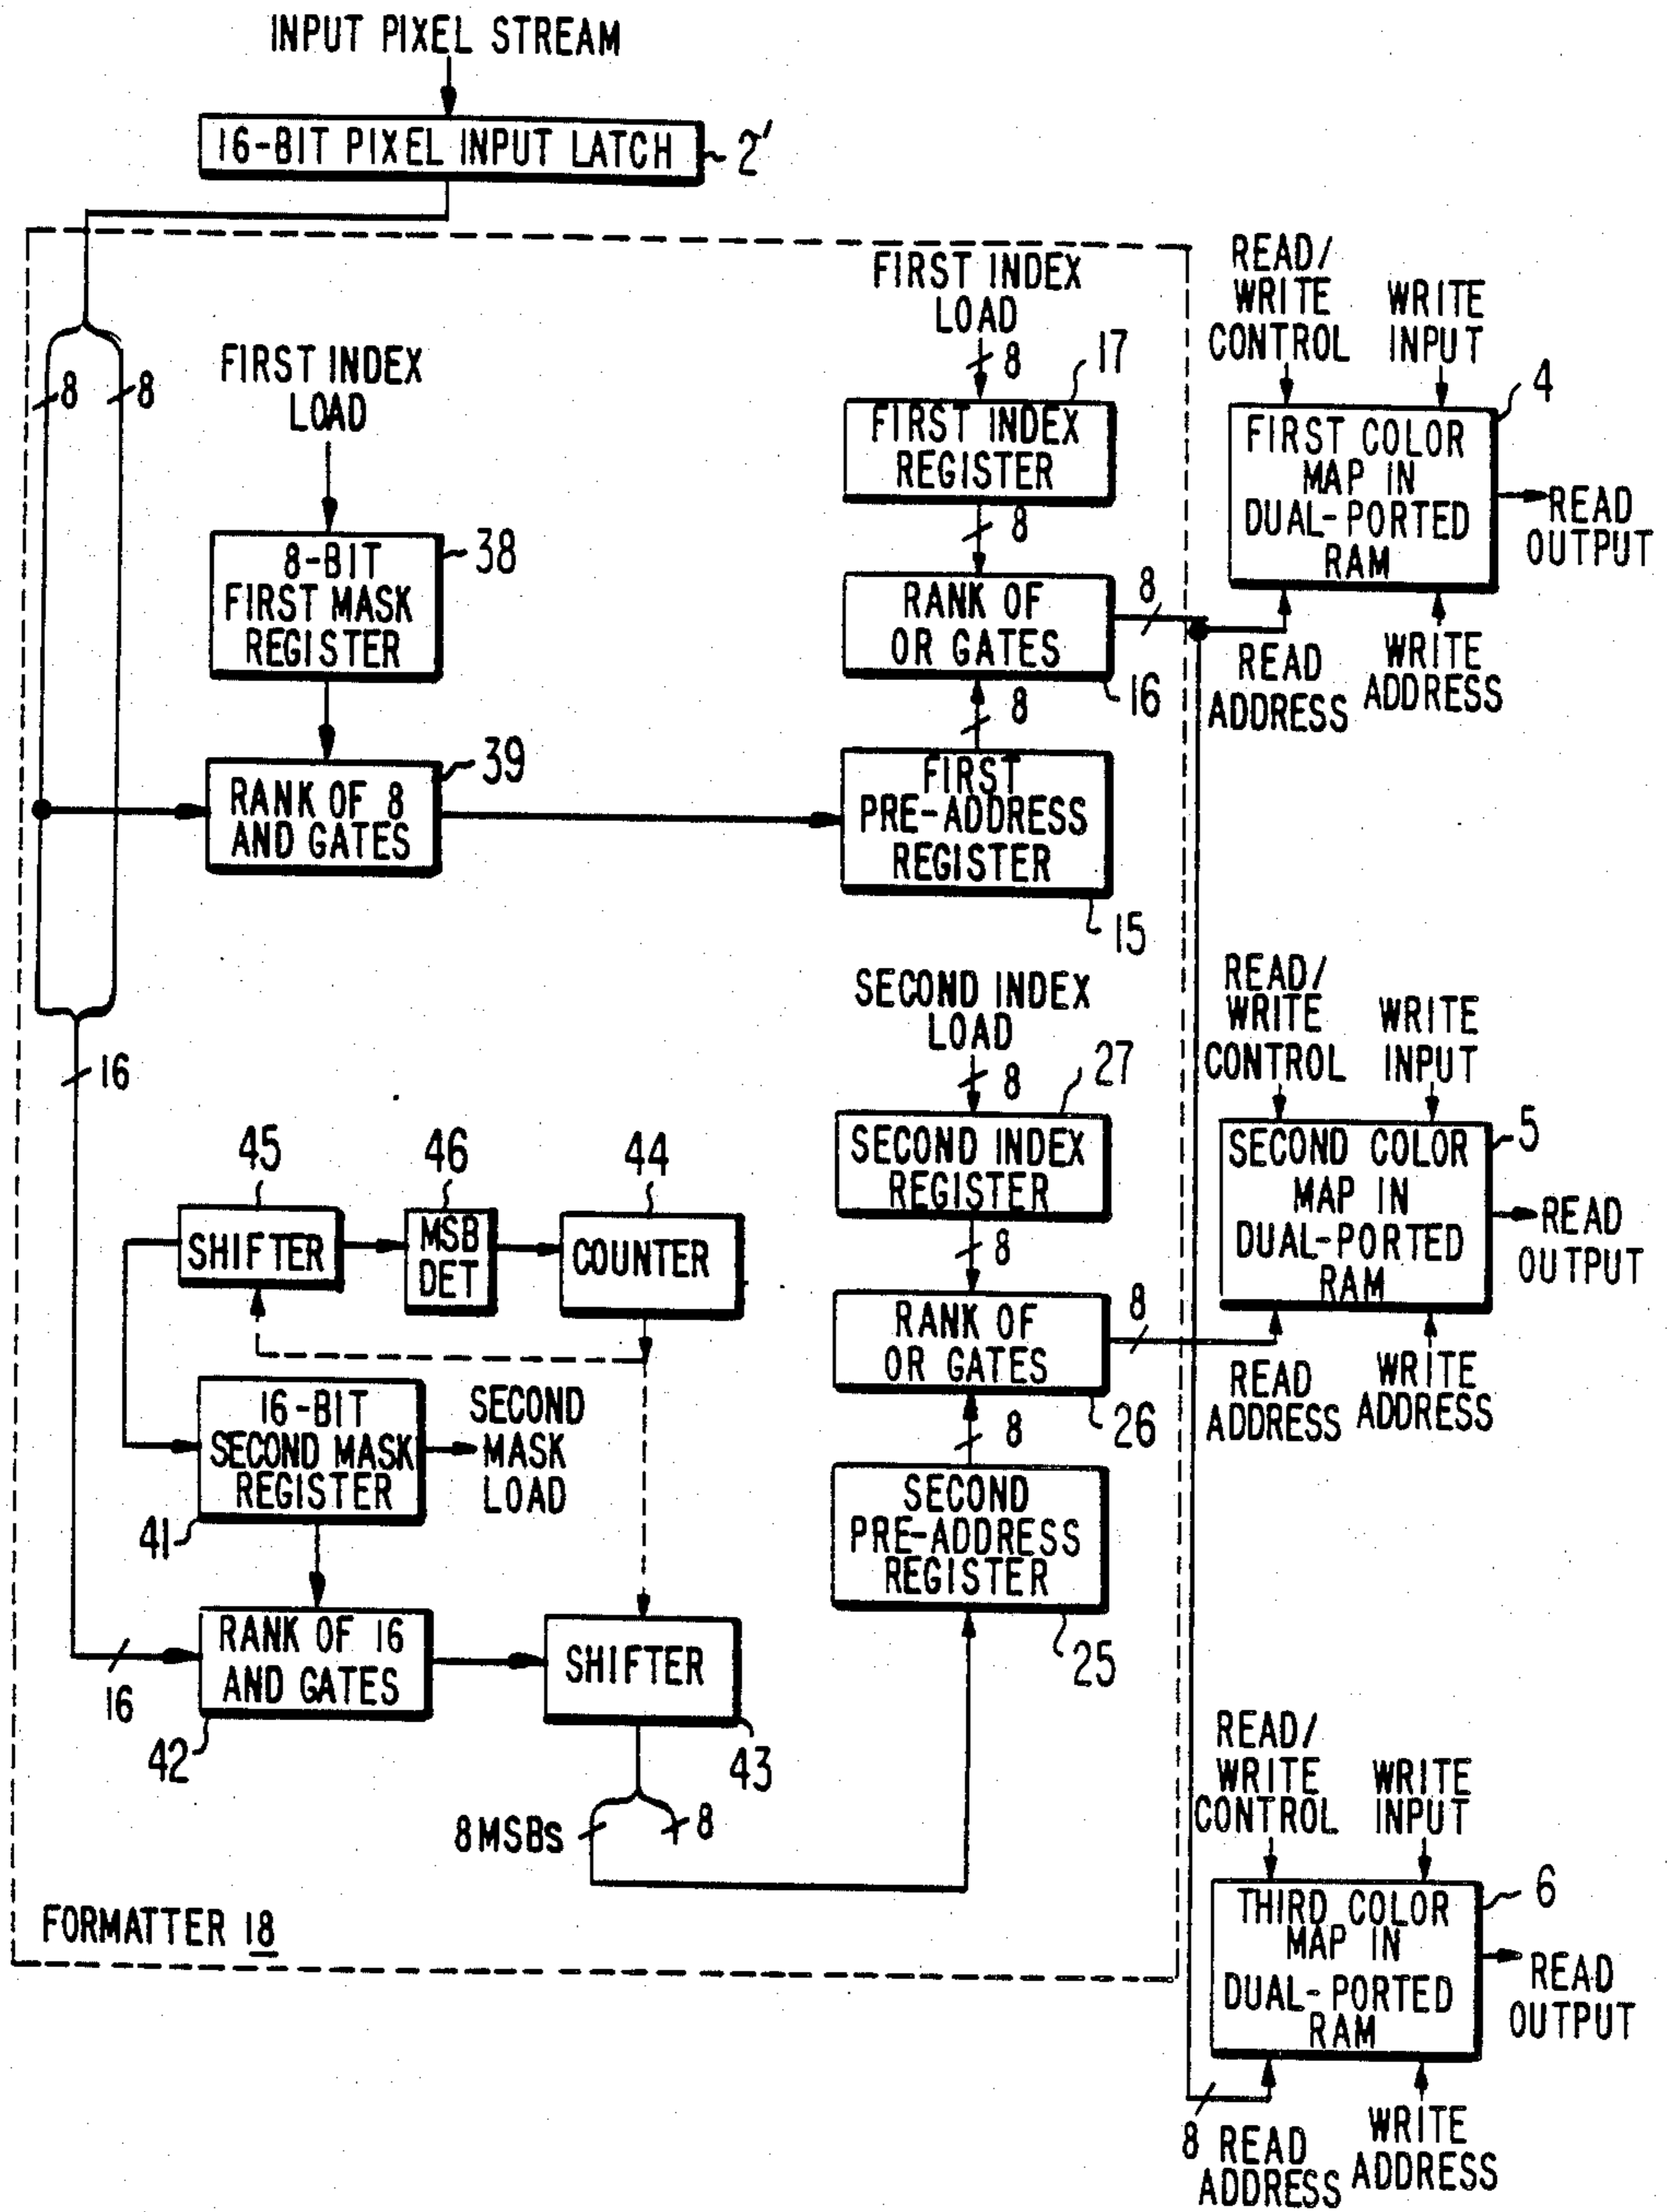 INPUT PIXEL STREAM
16-BIT PIXEL INPUT LATCH
2'
8
8
FIRST INDEX
LOAD
8-BIT
FIRST MASK
REGISTER
38
RANK OF 8
AND GATES
39
FIRST INDEX
LOAD
8
17
FIRST INDEX
REGISTER
8
RANK OF
OR GATES
8
16
8
FIRST
PRE-ADDRESS
REGISTER
15
READ/
WRITE
CONTROL
WRITE
INPUT
4
FIRST COLOR
MAP IN
DUAL-PORTED
RAM
READ
OUTPUT
READ
ADDRESS
WRITE
ADDRESS
16
SECOND INDEX
LOAD
8
27
SECOND INDEX
REGISTER
8
RANK OF
OR GATES
8
26
8
SECOND
PRE-ADDRESS
REGISTER
25
READ/
WRITE
CONTROL
WRITE
INPUT
5
SECOND COLOR
MAP IN
DUAL-PORTED
RAM
READ
OUTPUT
READ
ADDRESS
WRITE
ADDRESS
45
SHIFTER
46
MSB
DET
44
COUNTER
16-BIT
SECOND MASK
REGISTER
41
SECOND
MASK
LOAD
16
RANK OF 16
AND GATES
42
SHIFTER
43
8 MSBs
8
FORMATTER 18
READ/
WRITE
CONTROL
WRITE
INPUT
6
THIRD COLOR
MAP IN
DUAL-PORTED
RAM
READ
OUTPUT
8
READ
ADDRESS
WRITE
ADDRESS